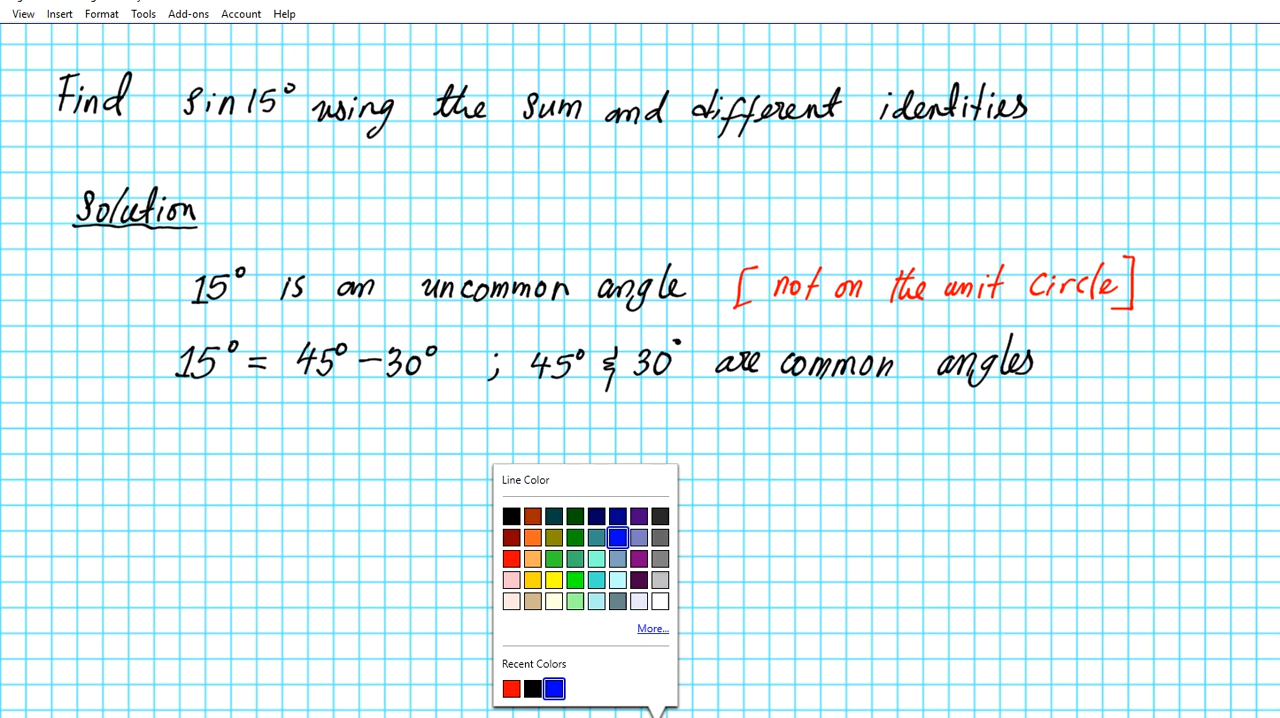 View Insert Format Tools Add-ons Account Help
Find sin 15° using the sum and different identities
Solution
15° is an uncommon angle [ not on the unit circle ]
15° = 45° − 30° ; 45° & 30° are common angles
Line Color
More...
Recent Colors